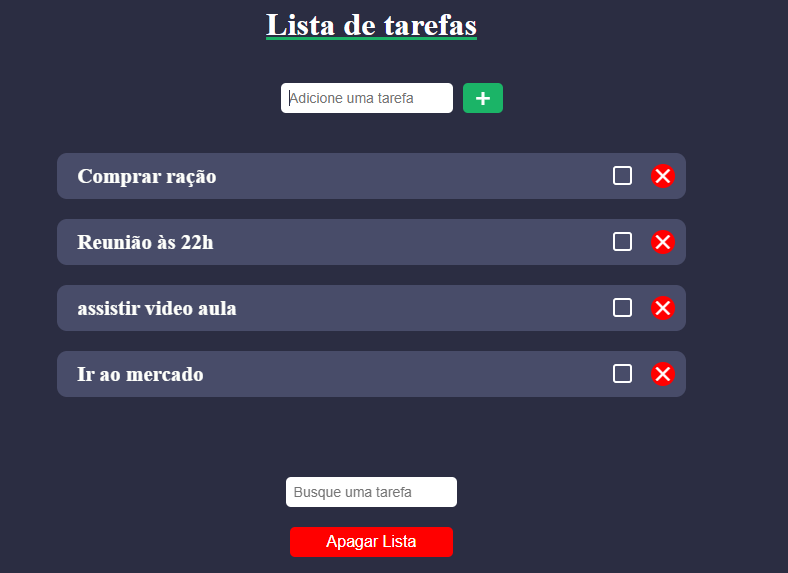 Lista de tarefas
Adicione uma tarefa
Comprar ração
Reunião às 22h
assistir video aula
Ir ao mercado
Busque uma tarefa
Apagar Lista